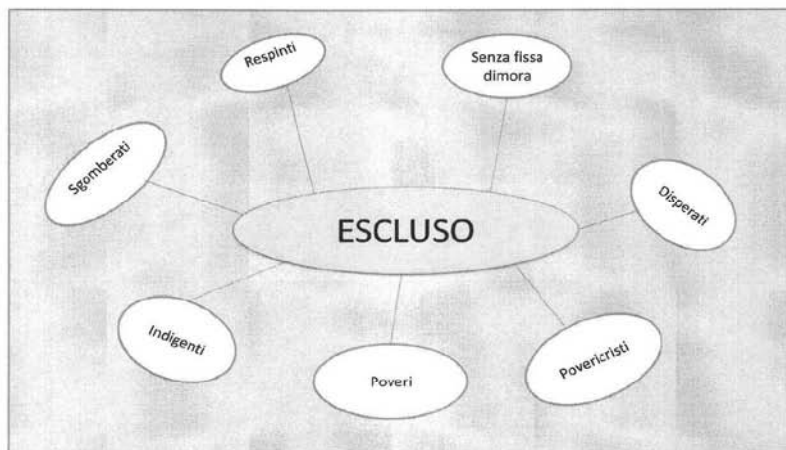 Respinti
Senza fissa
dimora
Sgomberati
Disperati
ESCLUSO
Indigenti
Poveri
Povericristi